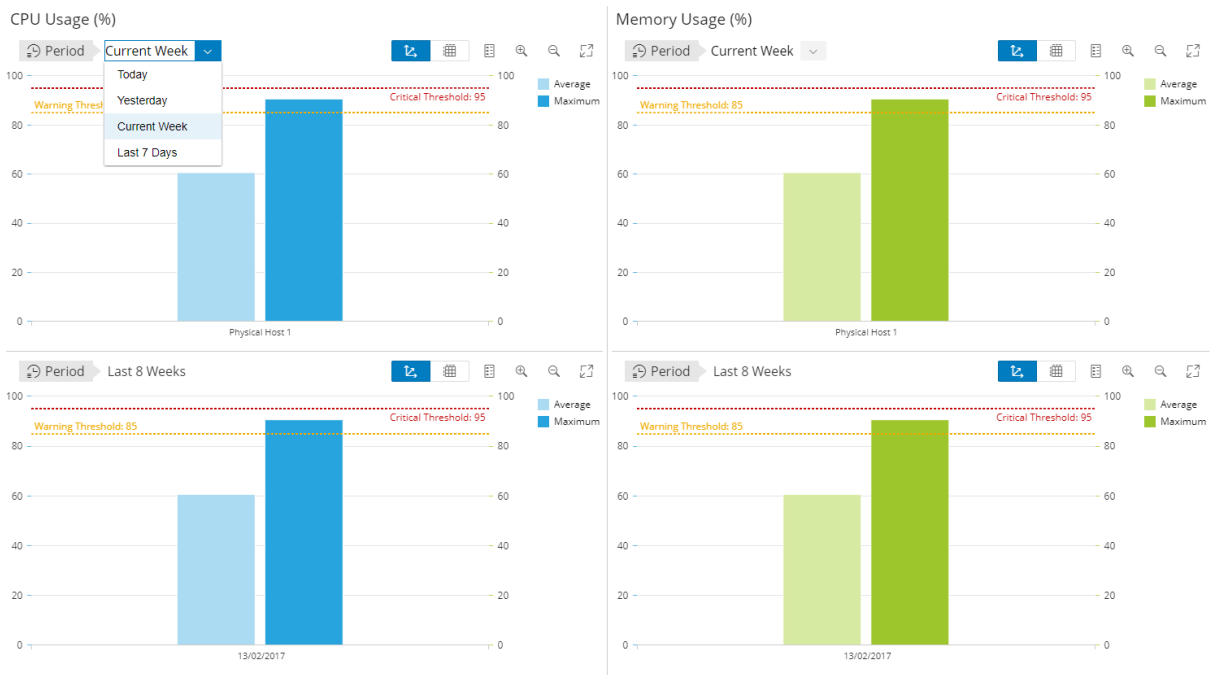 CPU Usage (%)
Period Current Week
Today
Yesterday
Current Week
Last 7 Days
100
80
60
40
20
0
Warning Thresh
Critical Threshold: 95
100
80
60
40
20
0
Average
Maximum
Physical Host 1
Memory Usage (%)
Period Current Week
100
80
60
40
20
0
Warning Threshold: 85
Critical Threshold: 95
100
80
60
40
20
0
Average
Maximum
Physical Host 1
Period Last 8 Weeks
100
80
60
40
20
0
Warning Threshold: 85
Critical Threshold: 95
100
80
60
40
20
0
Average
Maximum
13/02/2017
Period Last 8 Weeks
100
80
60
40
20
0
Warning Threshold: 85
Critical Threshold: 95
100
80
60
40
20
0
Average
Maximum
13/02/2017